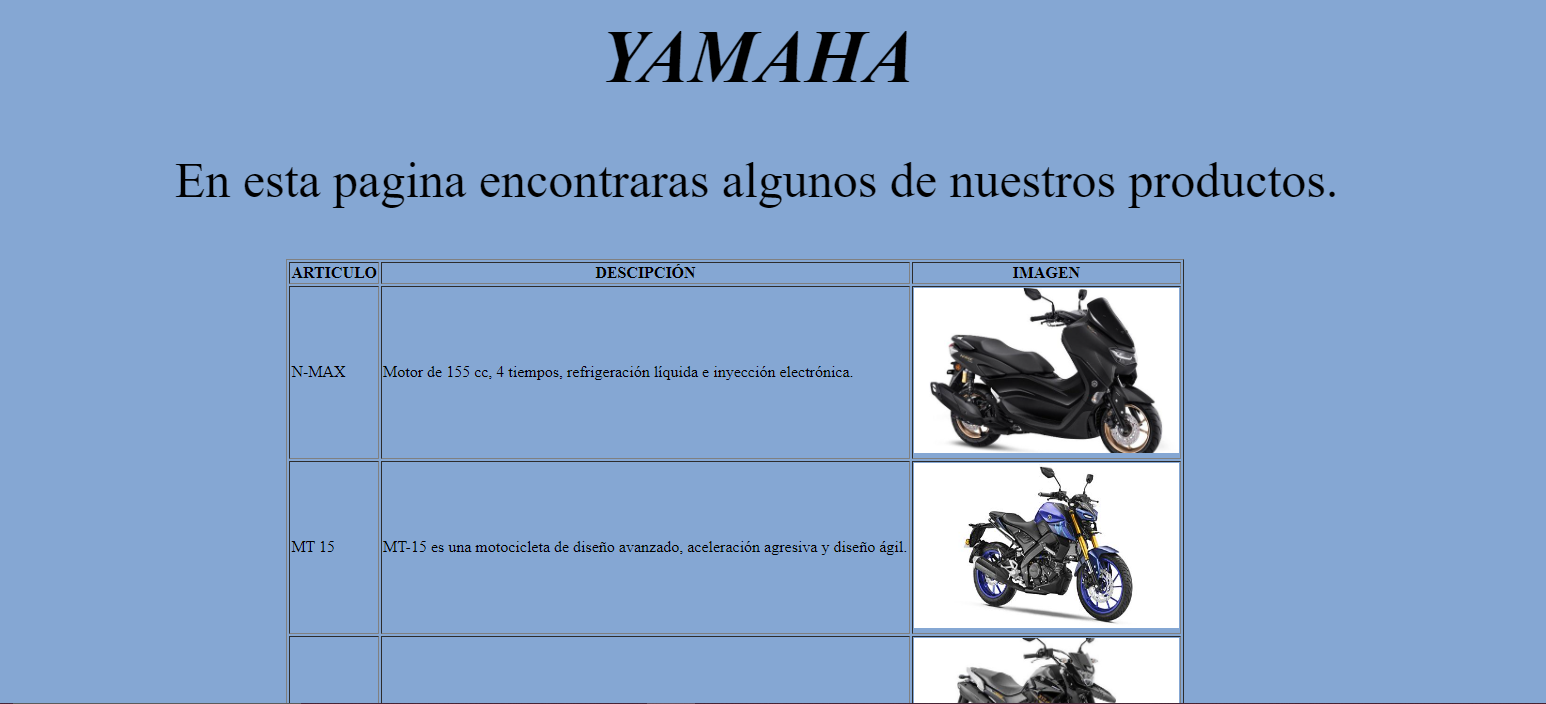 YAMAHA
En esta pagina encontraras algunos de nuestros productos.
ARTICULO DESCIPCIÓN IMAGEN
N-MAX Motor de 155 cc, 4 tiempos, refrigeración líquida e inyección electrónica.
MT 15 MT-15 es una motocicleta de diseño avanzado, aceleración agresiva y diseño ágil.